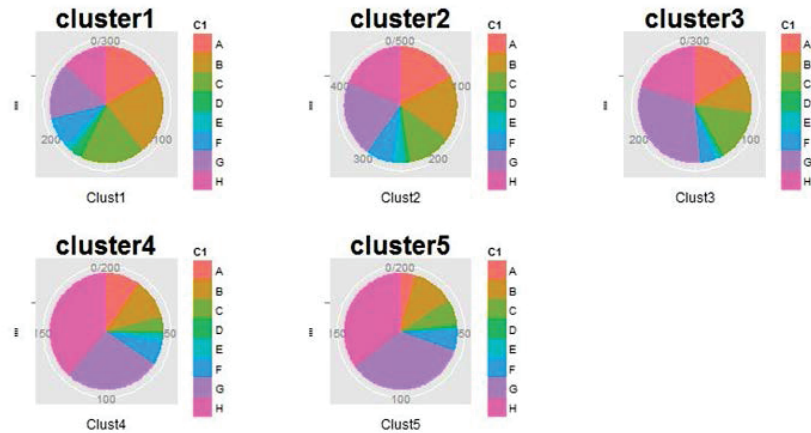 cluster1
0/300
100
200
Clust1
C1
A
B
C
D
E
F
G
H
cluster2
0/500
100
200
300
400
Clust2
C1
A
B
C
D
E
F
G
H
cluster3
0/300
100
200
Clust3
C1
A
B
C
D
E
F
G
H
cluster4
0/200
50
100
150
Clust4
C1
A
B
C
D
E
F
G
H
cluster5
0/200
50
100
150
Clust5
C1
A
B
C
D
E
F
G
H